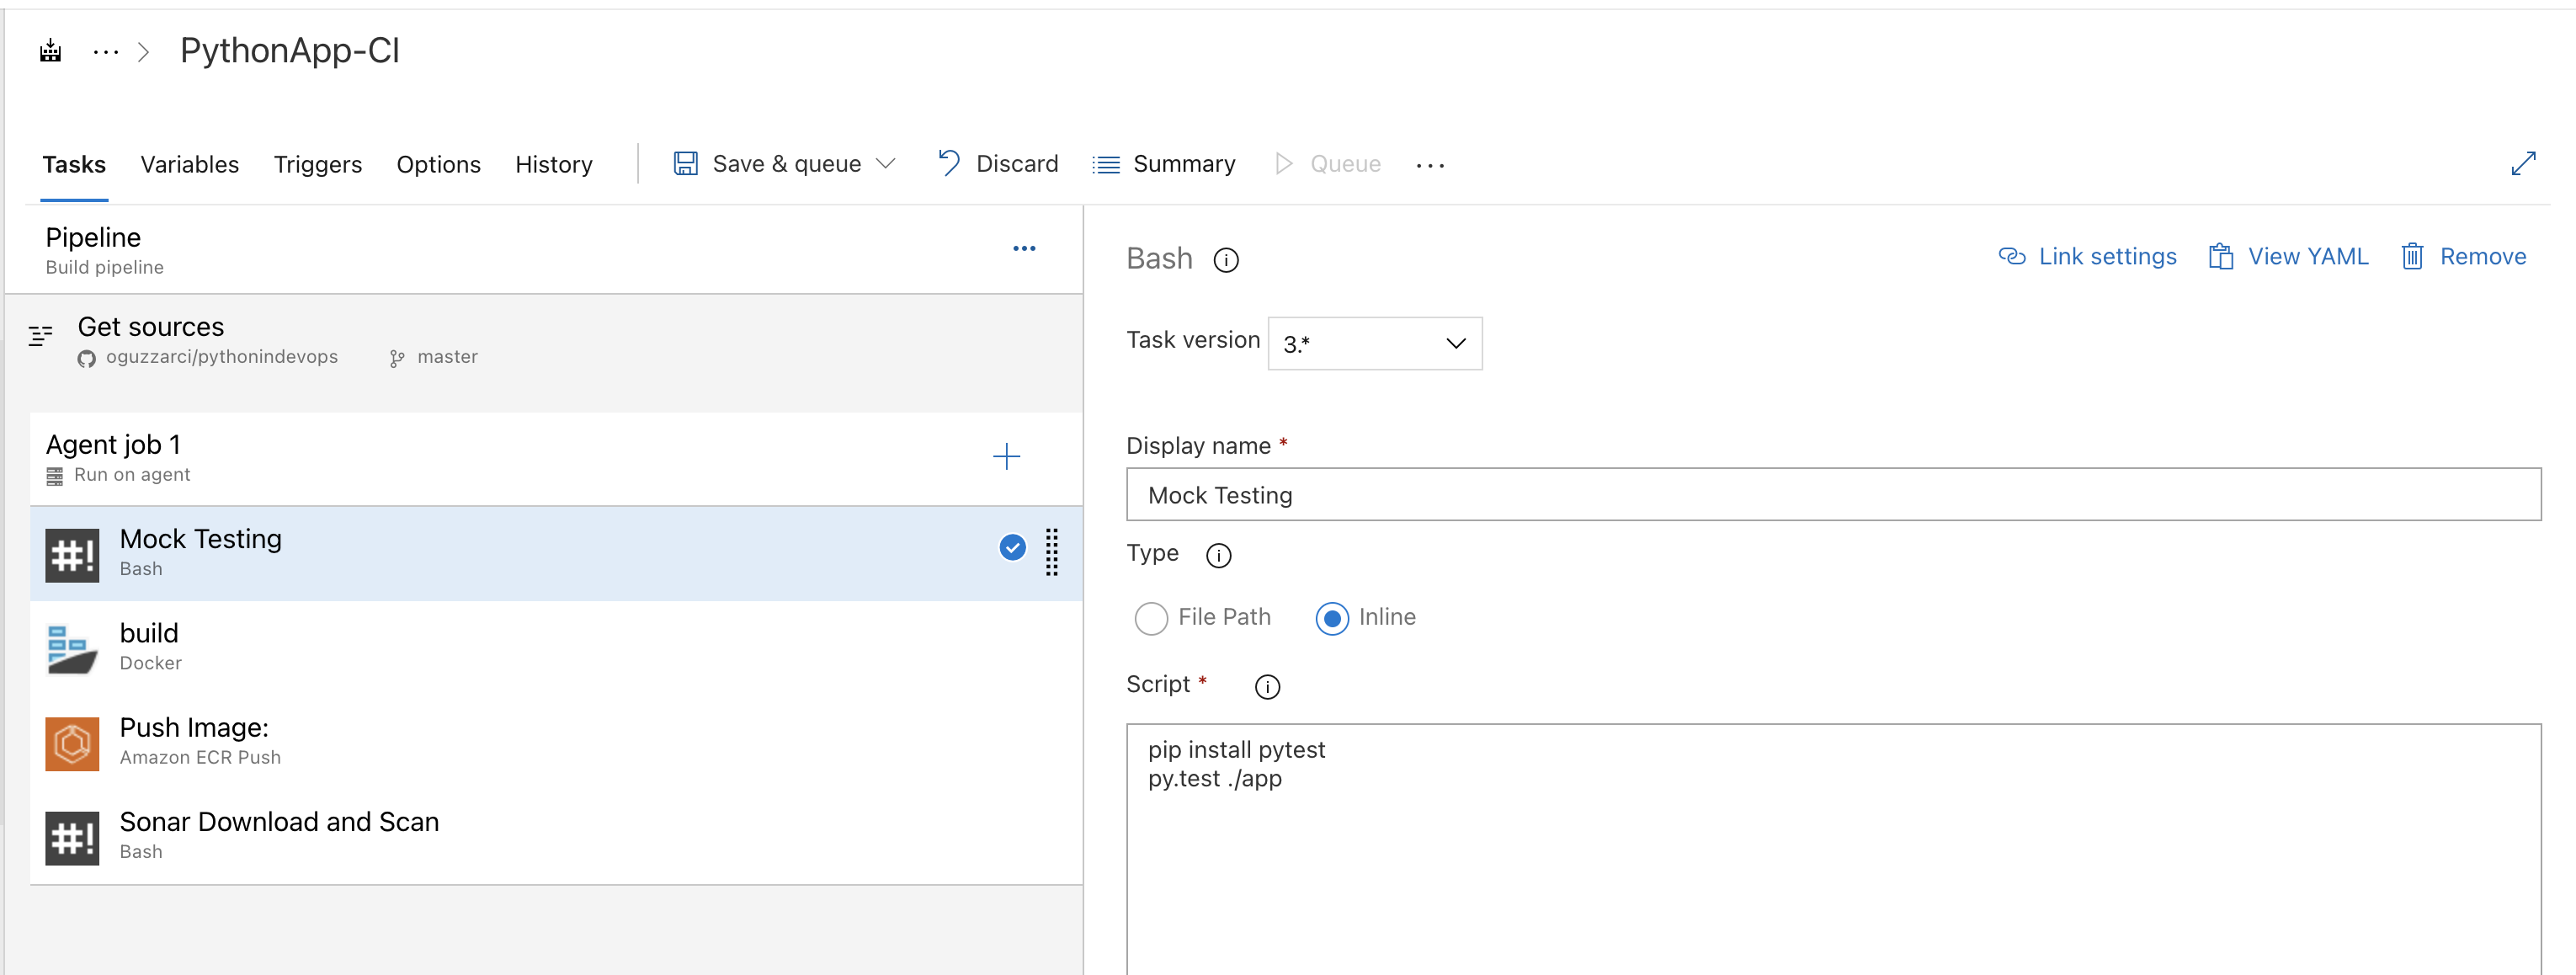 PythonApp-CI
Tasks Variables Triggers Options History Save & queue Discard Summary Queue ...
Pipeline
Build pipeline
Get sources
oguzzarci/pythonindevops master
Agent job 1
Run on agent
#! Mock Testing
Bash
build
Docker
Push Image:
Amazon ECR Push
#! Sonar Download and Scan
Bash
Bash Link settings View YAML Remove
Task version 3.*
Display name *
Mock Testing
Type
File Path Inline
Script *
pip install pytest
py.test ./app